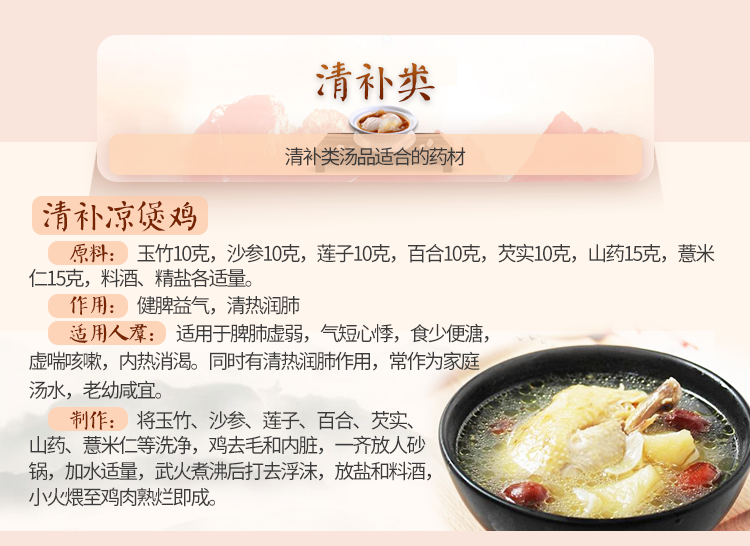 清补类
清补类汤品适合的药材
清补凉煲鸡
原料: 玉竹10克，沙参10克，莲子10克，百合10克，芡实10克，山药15克，薏米
仁15克，料酒、精盐各适量。
作用: 健脾益气，清热润肺
适用人群: 适用于脾肺虚弱，气短心悸，食少便溏，
虚喘咳嗽，内热消渴。同时有清热润肺作用，常作为家庭
汤水，老幼咸宜。
制作: 将玉竹、沙参、莲子、百合、芡实、
山药、薏米仁等洗净，鸡去毛和内脏，一齐放人砂
锅，加水适量，武火煮沸后打去浮沫，放盐和料酒，
小火煨至鸡肉熟烂即成。